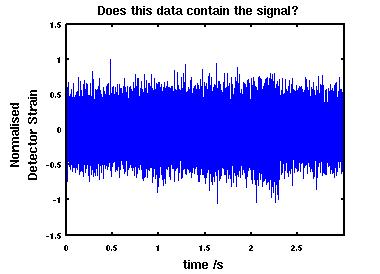 Does this data contain the signal?
1.5
1
0.5
0
-0.5
-1
-1.5
Normalised
Detector Strain
0 0.5 1 1.5 2 2.5
time /s